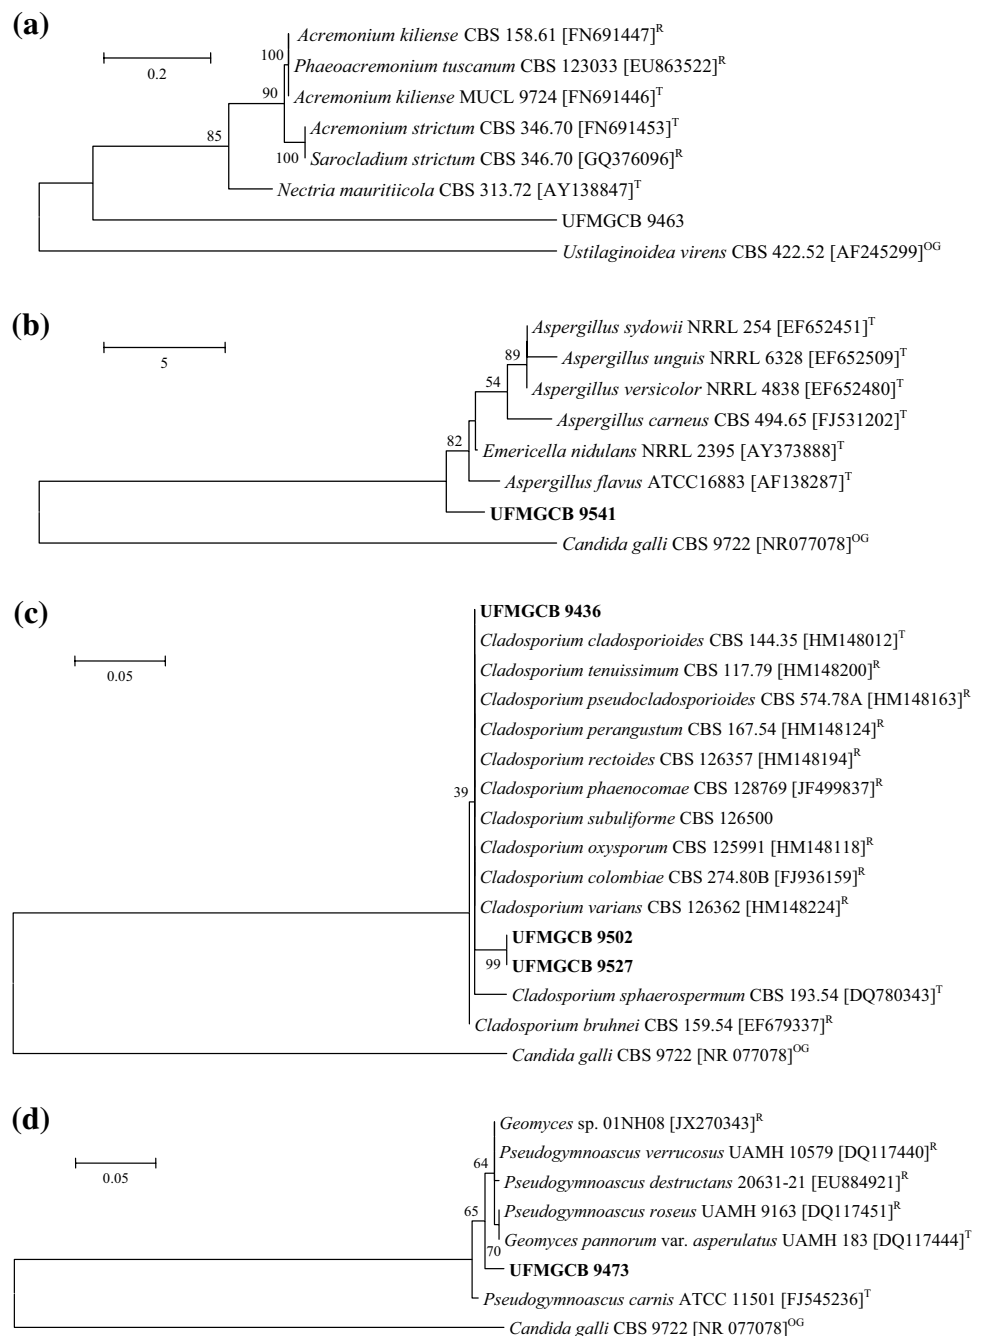 (a)
Acremonium kiliense CBS 158.61 [FN691447]R
100
Phaeoacremonium tuscanum CBS 123033 [EU863522]R
0.2
90
Acremonium kiliense MUCL 9724 [FN691446]T
Acremonium strictum CBS 346.70 [FN691453]T
85
100
Sarocladium strictum CBS 346.70 [GQ376096]R
Nectria mauritiicola CBS 313.72 [AY138847]T
UFMGCB 9463
Ustilaginoidea virens CBS 422.52 [AF245299]OG
(b)
Aspergillus sydowii NRRL 254 [EF652451]T
89
Aspergillus unguis NRRL 6328 [EF652509]T
5
54
Aspergillus versicolor NRRL 4838 [EF652480]T
Aspergillus carneus CBS 494.65 [FJ531202]T
82
Emericella nidulans NRRL 2395 [AY373888]T
Aspergillus flavus ATCC16883 [AF138287]T
UFMGCB 9541
Candida galli CBS 9722 [NR077078]OG
(c)
UFMGCB 9436
Cladosporium cladosporioides CBS 144.35 [HM148012]T
0.05
Cladosporium tenuissimum CBS 117.79 [HM148200]R
Cladosporium pseudocladosporioides CBS 574.78A [HM148163]R
Cladosporium perangustum CBS 167.54 [HM148124]R
Cladosporium rectoides CBS 126357 [HM148194]R
39
Cladosporium phaenocomae CBS 128769 [JF499837]R
Cladosporium subuliforme CBS 126500
Cladosporium oxysporum CBS 125991 [HM148118]R
Cladosporium colombiae CBS 274.80B [FJ936159]R
Cladosporium varians CBS 126362 [HM148224]R
UFMGCB 9502
99
UFMGCB 9527
Cladosporium sphaerospermum CBS 193.54 [DQ780343]T
Cladosporium bruhnei CBS 159.54 [EF679337]R
Candida galli CBS 9722 [NR 077078]OG
(d)
Geomyces sp. 01NH08 [JX270343]R
Pseudogymnoascus verrucosus UAMH 10579 [DQ117440]R
64
0.05
Pseudogymnoascus destructans 20631-21 [EU884921]R
65
Pseudogymnoascus roseus UAMH 9163 [DQ117451]R
Geomyces pannorum var. asperulatus UAMH 183 [DQ117444]T
70
UFMGCB 9473
Pseudogymnoascus carnis ATCC 11501 [FJ545236]T
Candida galli CBS 9722 [NR 077078]OG